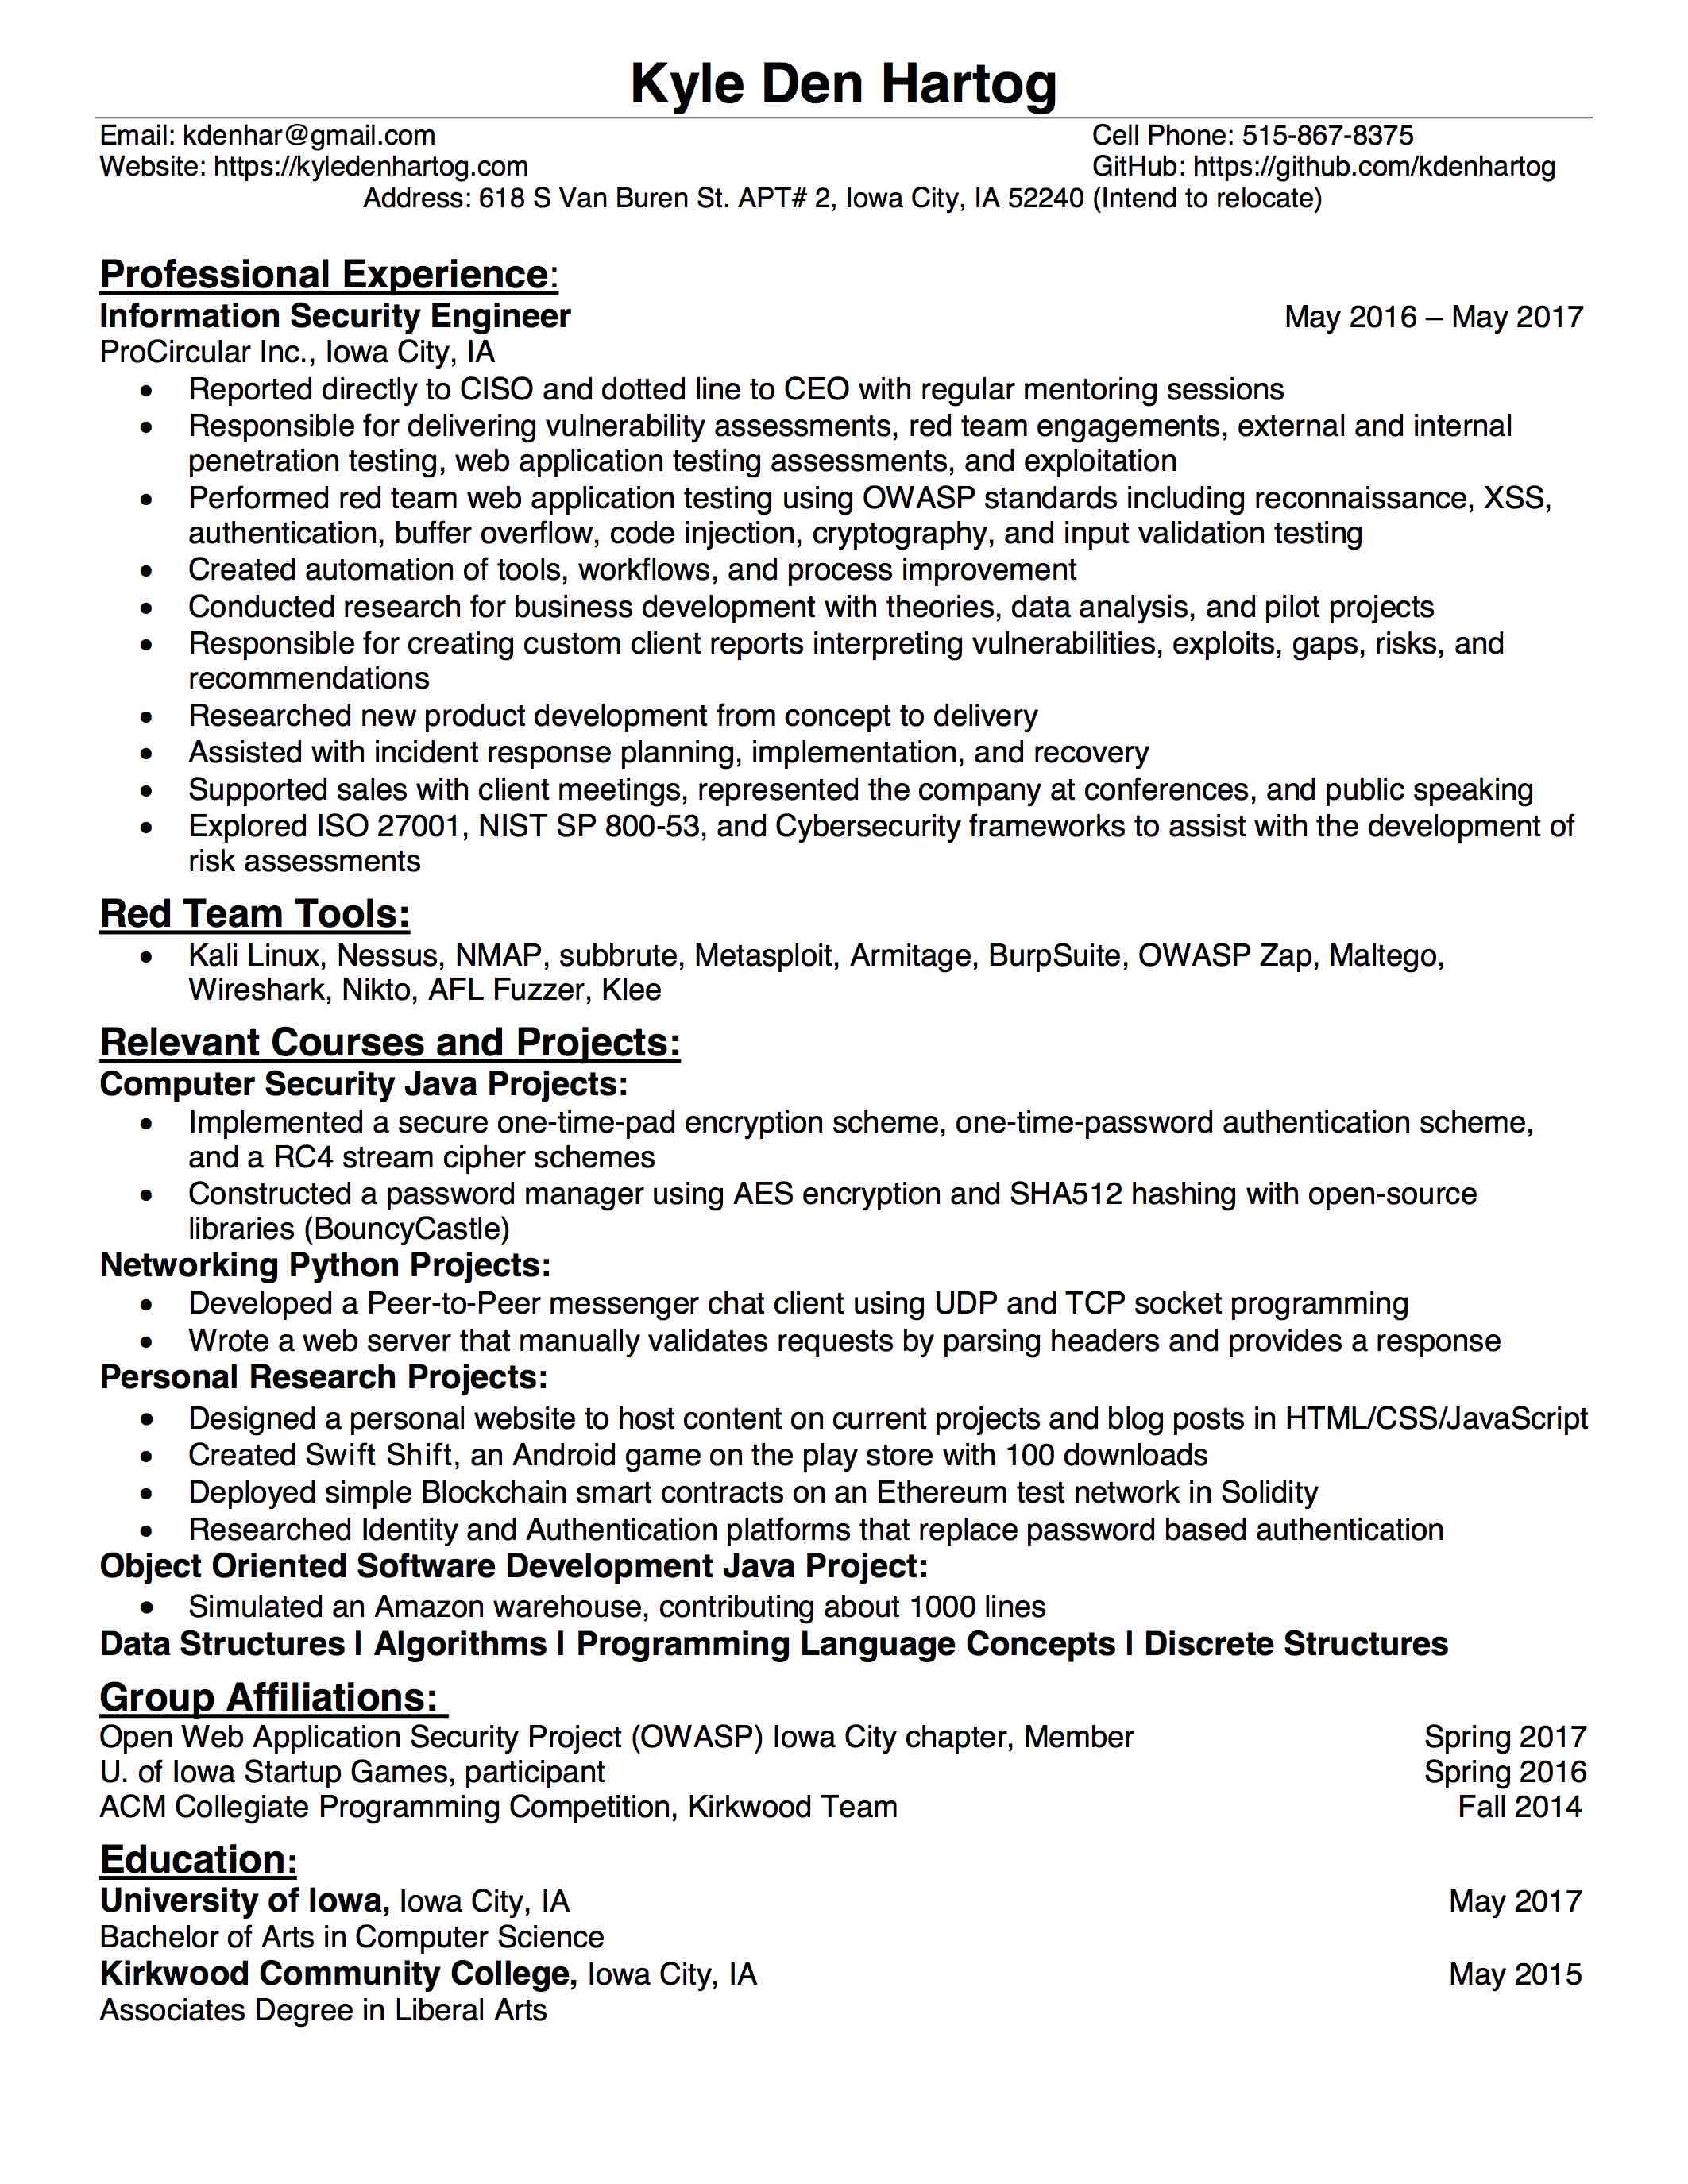 Kyle Den Hartog
Email: kdenhar@gmail.com Cell Phone: 515-867-8375
Website: https://kyledenhartog.com GitHub: https://github.com/kdenhartog
Address: 618 S Van Buren St. APT# 2, Iowa City, IA 52240 (Intend to relocate)
Professional Experience:
Information Security Engineer May 2016 – May 2017
ProCircular Inc., Iowa City, IA
• Reported directly to CISO and dotted line to CEO with regular mentoring sessions
• Responsible for delivering vulnerability assessments, red team engagements, external and internal
penetration testing, web application testing assessments, and exploitation
• Performed red team web application testing using OWASP standards including reconnaissance, XSS,
authentication, buffer overflow, code injection, cryptography, and input validation testing
• Created automation of tools, workflows, and process improvement
• Conducted research for business development with theories, data analysis, and pilot projects
• Responsible for creating custom client reports interpreting vulnerabilities, exploits, gaps, risks, and
recommendations
• Researched new product development from concept to delivery
• Assisted with incident response planning, implementation, and recovery
• Supported sales with client meetings, represented the company at conferences, and public speaking
• Explored ISO 27001, NIST SP 800-53, and Cybersecurity frameworks to assist with the development of
risk assessments
Red Team Tools:
• Kali Linux, Nessus, NMAP, subbrute, Metasploit, Armitage, BurpSuite, OWASP Zap, Maltego,
Wireshark, Nikto, AFL Fuzzer, Klee
Relevant Courses and Projects:
Computer Security Java Projects:
• Implemented a secure one-time-pad encryption scheme, one-time-password authentication scheme,
and a RC4 stream cipher schemes
• Constructed a password manager using AES encryption and SHA512 hashing with open-source
libraries (BouncyCastle)
Networking Python Projects:
• Developed a Peer-to-Peer messenger chat client using UDP and TCP socket programming
• Wrote a web server that manually validates requests by parsing headers and provides a response
Personal Research Projects:
• Designed a personal website to host content on current projects and blog posts in HTML/CSS/JavaScript
• Created Swift Shift, an Android game on the play store with 100 downloads
• Deployed simple Blockchain smart contracts on an Ethereum test network in Solidity
• Researched Identity and Authentication platforms that replace password based authentication
Object Oriented Software Development Java Project:
• Simulated an Amazon warehouse, contributing about 1000 lines
Data Structures | Algorithms | Programming Language Concepts | Discrete Structures
Group Affiliations:
Open Web Application Security Project (OWASP) Iowa City chapter, Member Spring 2017
U. of Iowa Startup Games, participant Spring 2016
ACM Collegiate Programming Competition, Kirkwood Team Fall 2014
Education:
University of Iowa, Iowa City, IA May 2017
Bachelor of Arts in Computer Science
Kirkwood Community College, Iowa City, IA May 2015
Associates Degree in Liberal Arts